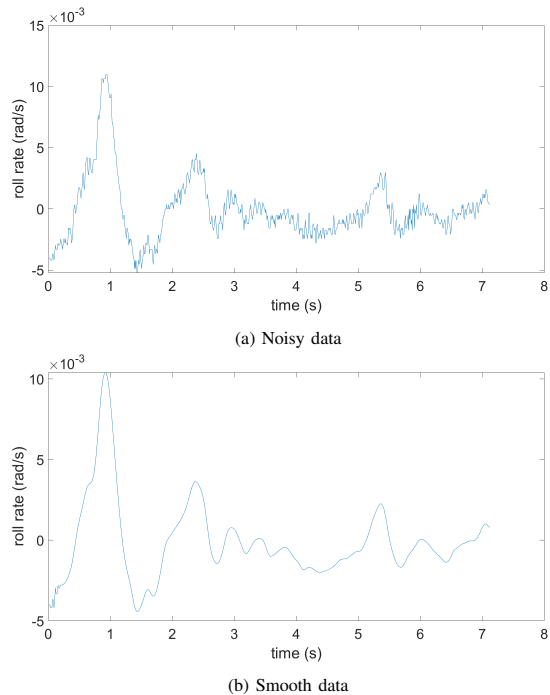 ×10-3
15
10
5
0
-5
roll rate (rad/s)
0 1 2 3 4 5 6 7 8
time (s)
(a) Noisy data
×10-3
10
5
0
-5
roll rate (rad/s)
0 1 2 3 4 5 6 7 8
time (s)
(b) Smooth data